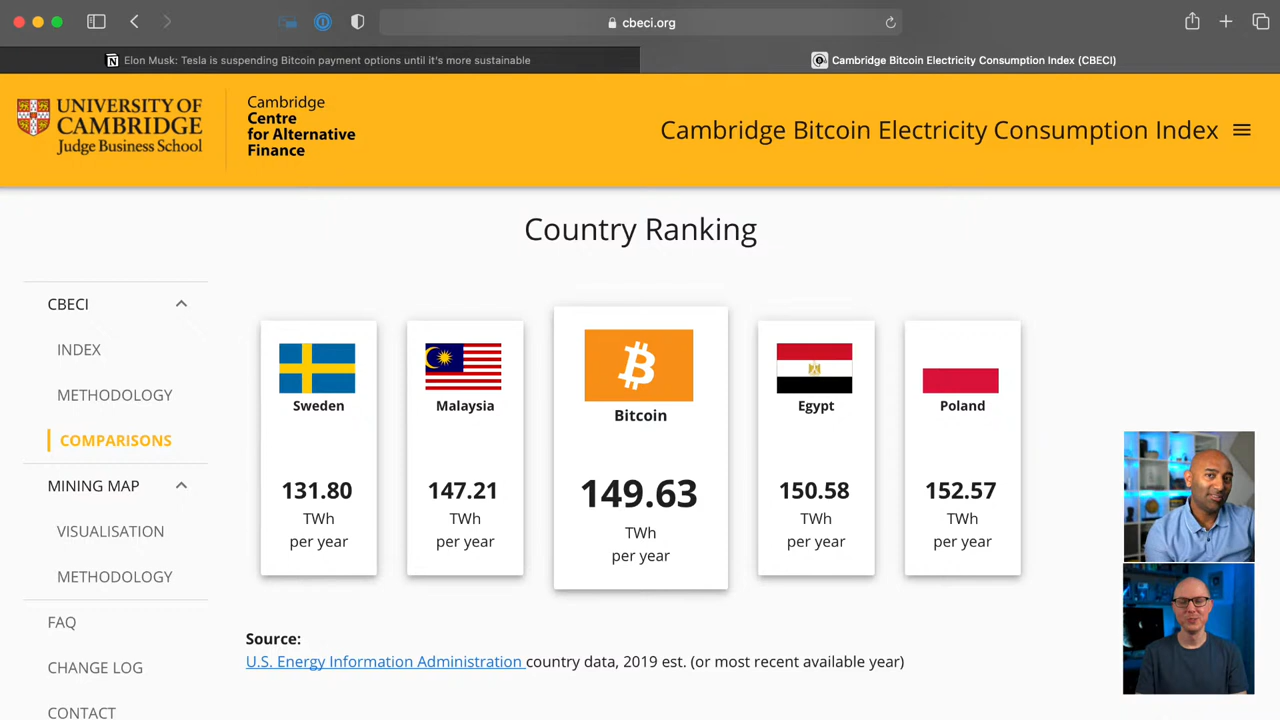 cbeci.org
Elon Musk: Tesla is suspending Bitcoin payment options until it's more sustainable
Cambridge Bitcoin Electricity Consumption Index (CBECI)
UNIVERSITY OF
CAMBRIDGE
Judge Business School
Cambridge
Centre
for Alternative
Finance
Cambridge Bitcoin Electricity Consumption Index
Country Ranking
CBECI
INDEX
METHODOLOGY
COMPARISONS
MINING MAP
VISUALISATION
METHODOLOGY
FAQ
CHANGE LOG
CONTACT
Sweden
131.80
TWh
per year
Malaysia
147.21
TWh
per year
Bitcoin
149.63
TWh
per year
Egypt
150.58
TWh
per year
Poland
152.57
TWh
per year
Source:
U.S. Energy Information Administration country data, 2019 est. (or most recent available year)